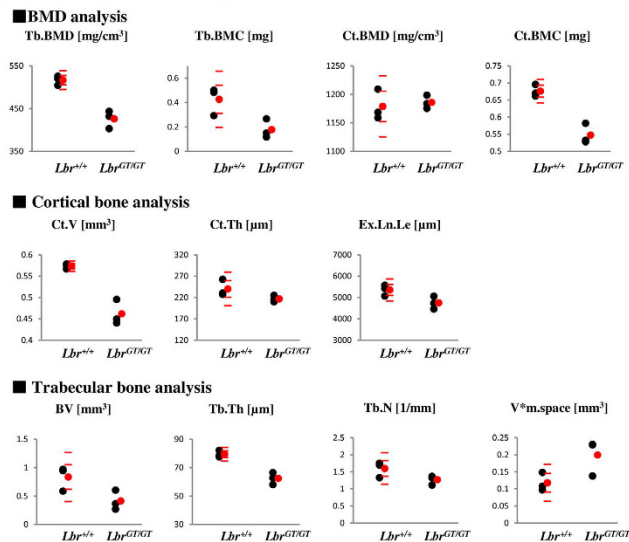 ■BMD analysis
Tb.BMD [mg/cm³] Tb.BMC [mg] Ct.BMD [mg/cm³] Ct.BMC [mg]
550 0.6 1250 0.75
0.7
450 0.4 1200 0.65
0.2 1150 0.6
0.55
350 0 1100 0.5
Lbr+/+ LbrGT/GT Lbr+/+ LbrGT/GT Lbr+/+ LbrGT/GT Lbr+/+ LbrGT/GT
■ Cortical bone analysis
Ct.V [mm³] Ct.Th [µm] Ex.Ln.Le [µm]
0.6 270 7000
0.55 220 6000
0.5 5000
0.45 170 4000
0.4 120 3000
Lbr+/+ LbrGT/GT Lbr+/+ LbrGT/GT Lbr+/+ LbrGT/GT
■ Trabecular bone analysis
BV [mm³] Tb.Th [µm] Tb.N [1/mm] V*m.space [mm³]
1.5 90 2.5 0.25
2 0.2
1 70 1.5 0.15
0.5 50 1 0.1
0.5 0.05
0 30 0 0
Lbr+/+ LbrGT/GT Lbr+/+ LbrGT/GT Lbr+/+ LbrGT/GT Lbr+/+ LbrGT/GT